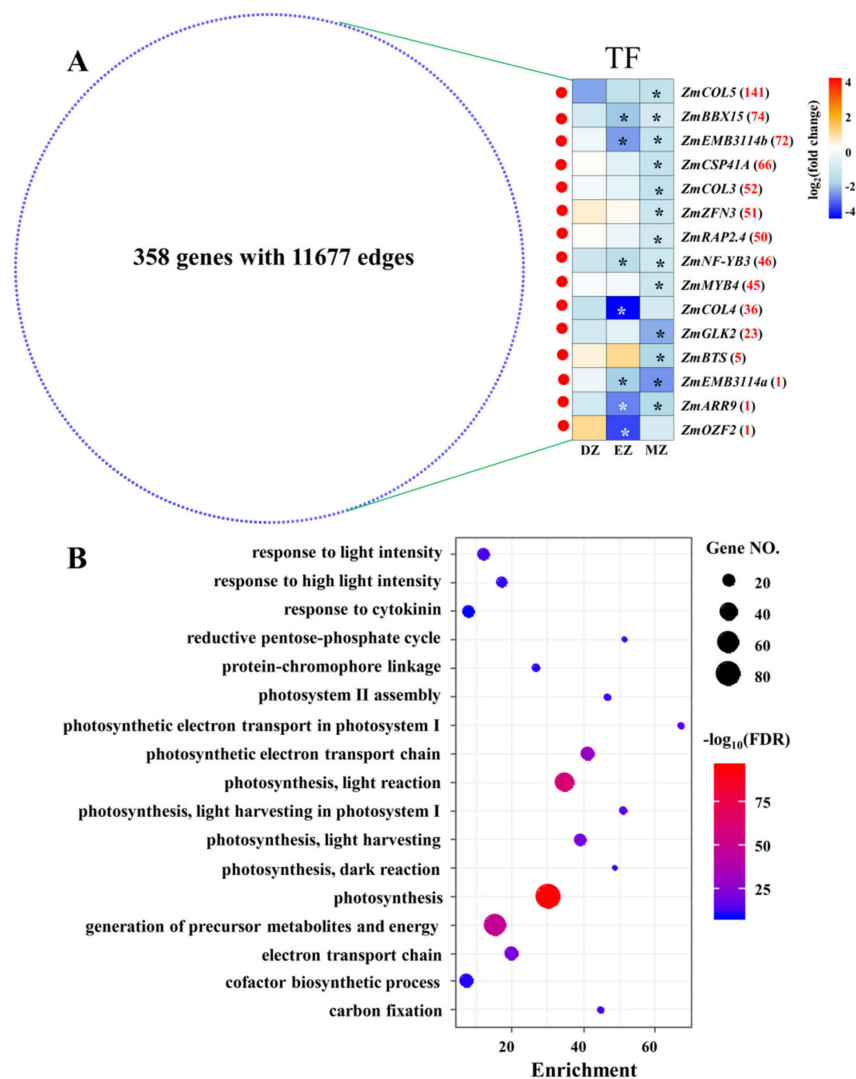 A
TF
358 genes with 11677 edges
ZmCOL5 (141)
ZmBBX15 (74)
ZmEMB3114b (72)
ZmCSP41A (66)
ZmCOL3 (52)
ZmZFN3 (51)
ZmRAP2.4 (50)
ZmNF-YB3 (46)
ZmMYB4 (45)
ZmCOL4 (36)
ZmGLK2 (23)
ZmBTS (5)
ZmEMB3114a (1)
ZmARR9 (1)
ZmOZF2 (1)
* 
* *
* *
*
*
*
*
* *
*
*
*
*
* *
* *
*
DZ EZ MZ
log2(fold change)
4
2
0
-2
-4
B
response to light intensity
response to high light intensity
response to cytokinin
reductive pentose-phosphate cycle
protein-chromophore linkage
photosystem II assembly
photosynthetic electron transport in photosystem I
photosynthetic electron transport chain
photosynthesis, light reaction
photosynthesis, light harvesting in photosystem I
photosynthesis, light harvesting
photosynthesis, dark reaction
photosynthesis
generation of precursor metabolites and energy
electron transport chain
cofactor biosynthetic process
carbon fixation
20 40 60
Enrichment
Gene NO.
20
40
60
80
-log10(FDR)
75
50
25